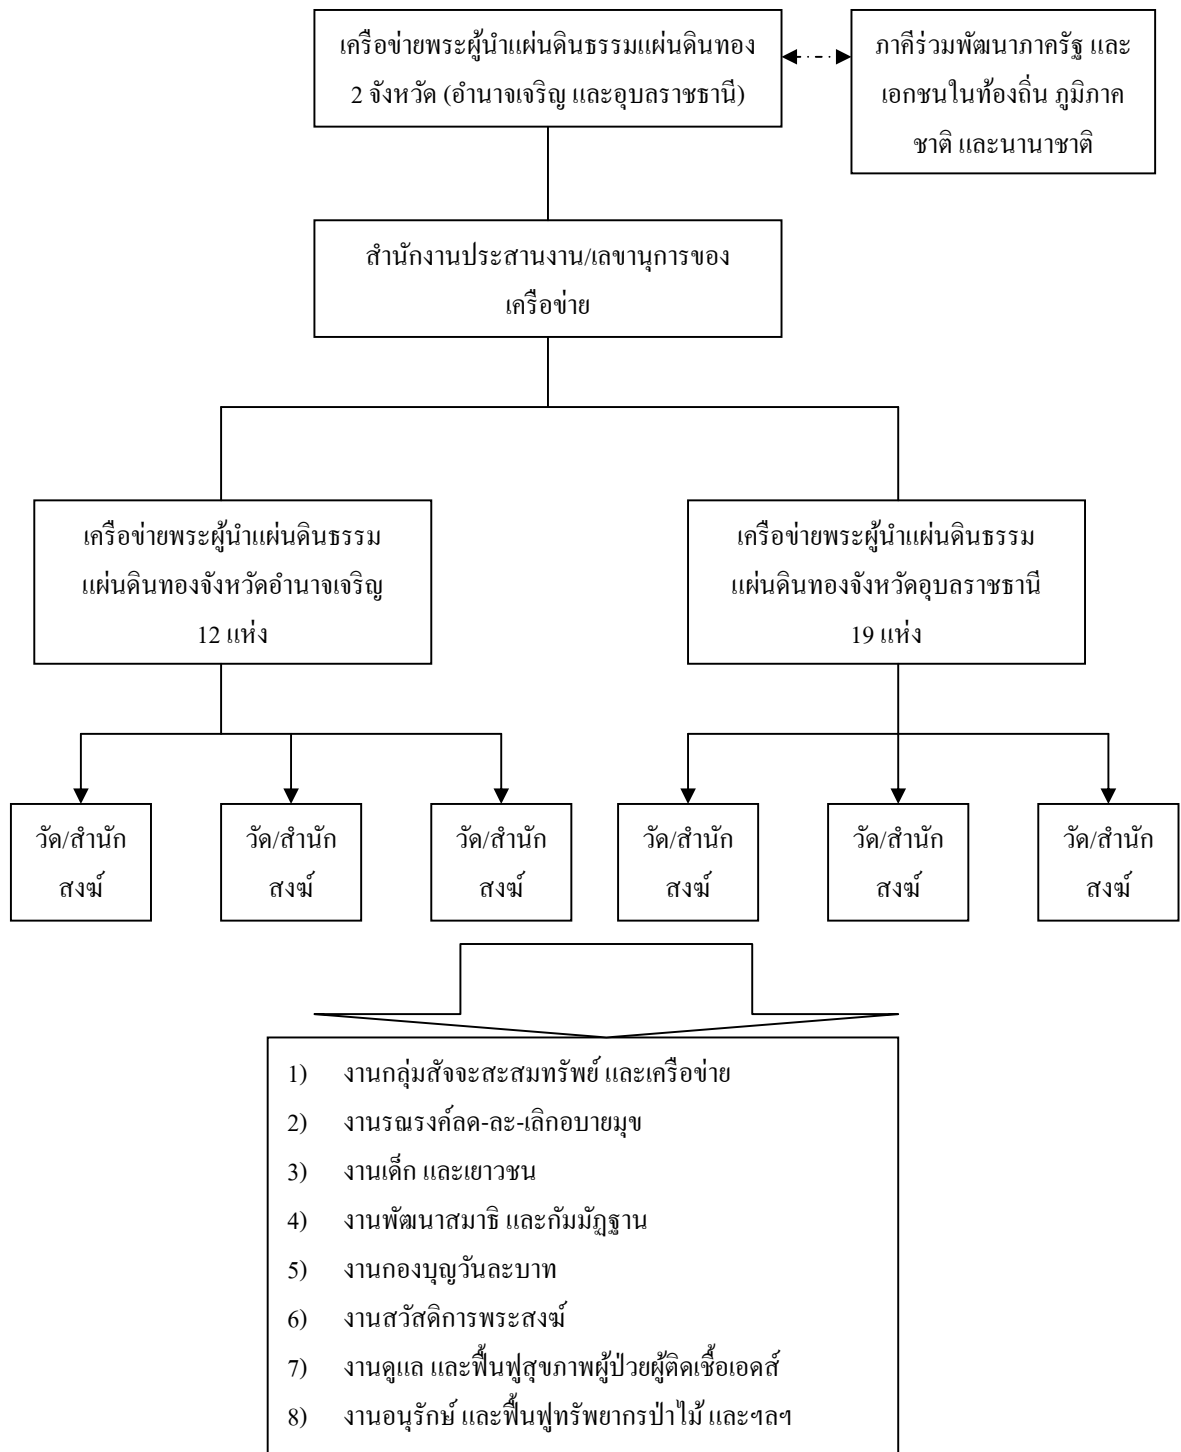 เครือข่ายพระผู้นำแผ่นดินธรรมแผ่นดินทอง
2 จังหวัด (อำนาจเจริญ และอุบลราชธานี)
ภาคีร่วมพัฒนาภาครัฐ และ
เอกชนในท้องถิ่น ภูมิภาค
ชาติ และนานาชาติ
สำนักงานประสานงาน/เลขานุการของ
เครือข่าย
เครือข่ายพระผู้นำแผ่นดินธรรม
แผ่นดินทองจังหวัดอำนาจเจริญ
12 แห่ง
เครือข่ายพระผู้นำแผ่นดินธรรม
แผ่นดินทองจังหวัดอุบลราชธานี
19 แห่ง
วัด/สำนัก
สงฆ์
วัด/สำนัก
สงฆ์
วัด/สำนัก
สงฆ์
วัด/สำนัก
สงฆ์
วัด/สำนัก
สงฆ์
วัด/สำนัก
สงฆ์
1) งานกลุ่มสัจจะสะสมทรัพย์ และเครือข่าย
2) งานรณรงค์ลด-ละ-เลิกอบายมุข
3) งานเด็ก และเยาวชน
4) งานพัฒนาสมาธิ และกัมมัฏฐาน
5) งานกองบุญวันละบาท
6) งานสวัสดิการพระสงฆ์
7) งานดูแล และฟื้นฟูสุขภาพผู้ป่วยผู้ติดเชื้อเอดส์
8) งานอนุรักษ์ และฟื้นฟูทรัพยากรป่าไม้ และฯลฯ